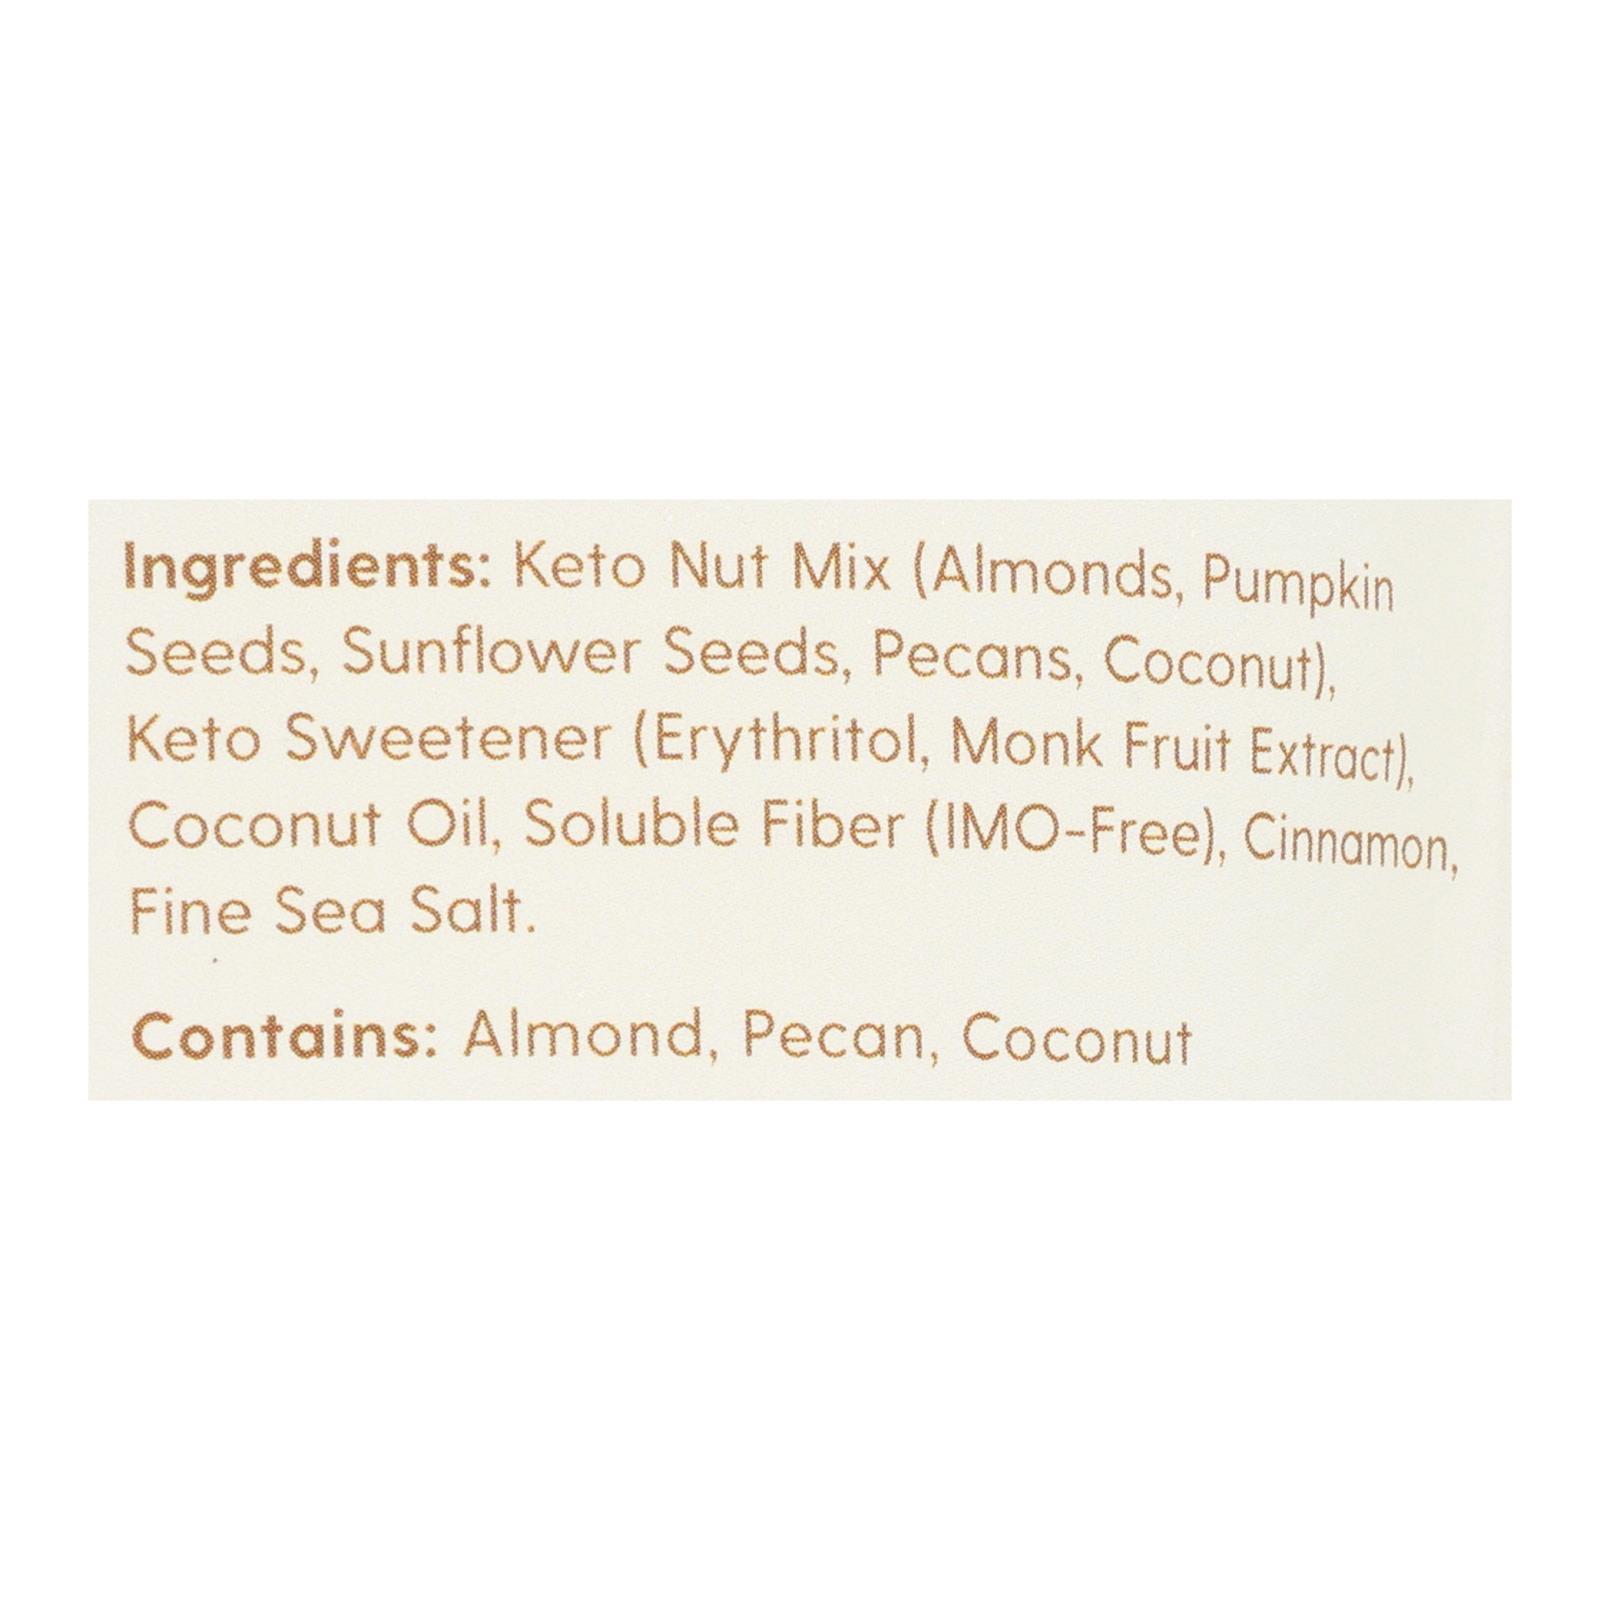 Ingredients: Keto Nut Mix (Almonds, Pumpkin
Seeds, Sunflower Seeds, Pecans, Coconut),
Keto Sweetener (Erythritol, Monk Fruit Extract),
Coconut Oil, Soluble Fiber (IMO-Free), Cinnamon,
Fine Sea Salt.
Contains: Almond, Pecan, Coconut